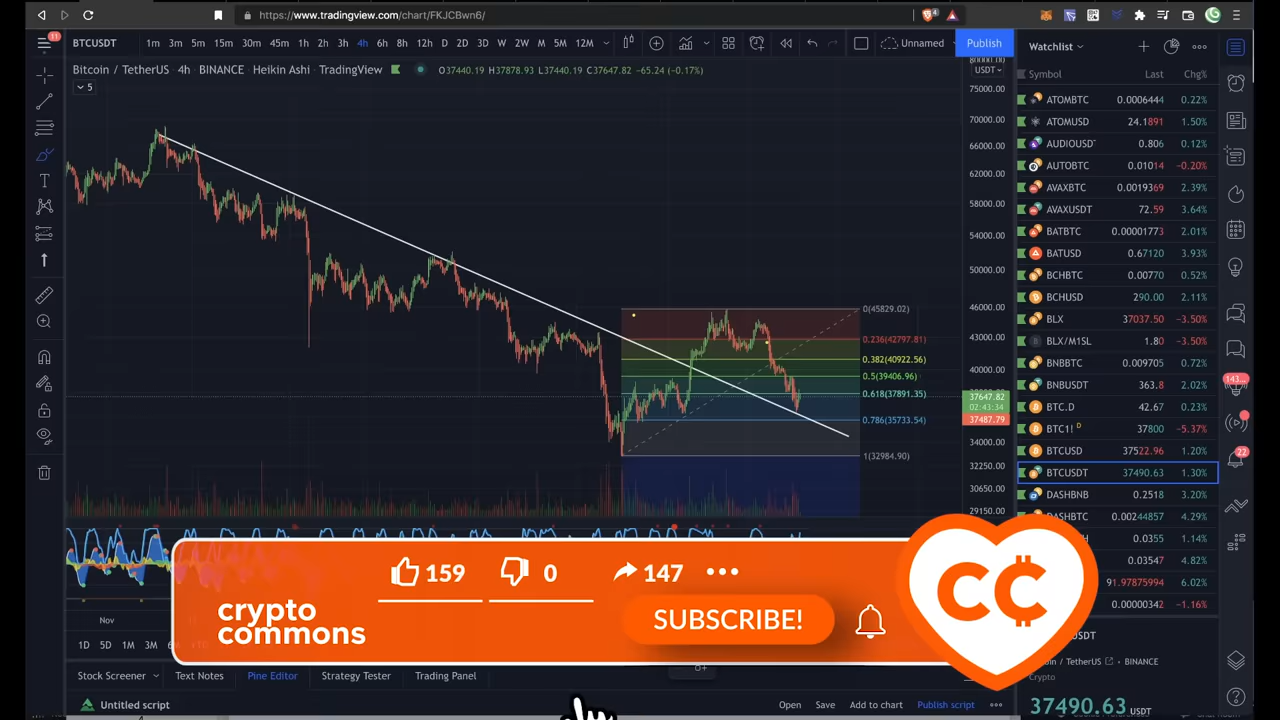 https://www.tradingview.com/chart/FKJCBwn6/
11
BTCUSDT 1m 3m 5m 15m 30m 45m 1h 2h 3h 4h 6h 8h 12h D 2D 3D W 2W M 5M 12M Unnamed Publish
Watchlist
Bitcoin / TetherUS · 4h · BINANCE · Heikin Ashi · TradingView O37440.19 H37878.93 L37440.19 C37647.82 -65.24 (-0.17%)
5
USDT
75000.00
70000.00
66000.00
62000.00
58000.00
54000.00
50000.00
46000.00
43000.00
40000.00
37647.82
02:43:34
37487.79
34000.00
32250.00
30650.00
29150.00
0(45829.02)
0.236(42797.81)
0.382(40922.56)
0.5(39406.96)
0.618(37891.35)
0.786(35733.54)
1(32984.90)
Symbol Last Chg%
ATOMBTC 0.0006444 0.22%
ATOMUSD 24.1891 1.50%
AUDIOUSD 0.806 0.12%
AUTOBTC 0.01014 -0.20%
AVAXBTC 0.0019369 2.39%
AVAXUSDT 72.59 3.64%
BATBTC 0.00001773 2.01%
BATUSD 0.67120 3.93%
BCHBTC 0.00770 0.52%
BCHUSD 290.00 2.11%
BLX 37037.50 -3.50%
BLX/M1SL 1.80 -3.50%
BNBBTC 0.009705 0.72%
BNBUSDT 363.8 2.02%
BTC.D 42.67 0.23%
BTC1! D 37800 -5.37%
BTCUSD 37522.96 1.20%
BTCUSDT 37490.63 1.30%
DASHBNB 0.2518 3.20%
DASHBTC 0.00244857 4.29%
0.0355 1.14%
0.03547 4.82%
91.97875994 6.02%
0.0000342 -1.16%
143
22
159 0 147
crypto
commons
SUBSCRIBE!
CC
Nov
1D 5D 1M 3M
/ TetherUS · BINANCE
Crypto
37490.63 USDT
Stock Screener Text Notes Pine Editor Strategy Tester Trading Panel
Untitled script Open Save Add to chart Publish script